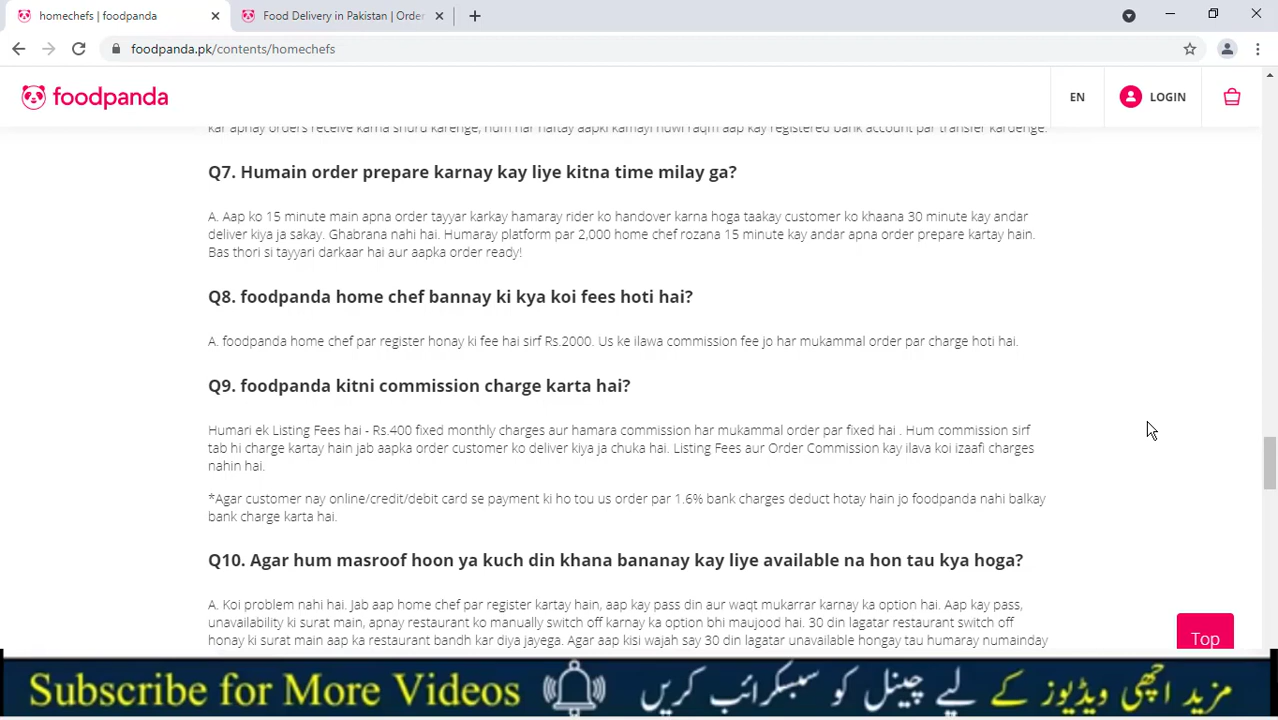 homechefs | foodpanda
Food Delivery in Pakistan | Order
foodpanda.pk/contents/homechefs
foodpanda
EN
LOGIN
kar apnay orders receive karna shuru karenge, hum har haftay aapki kamayi huwi raqm aap kay registered bank account par transfer kardenge.
Q7. Humain order prepare karnay kay liye kitna time milay ga?
A. Aap ko 15 minute main apna order tayyar karkay hamaray rider ko handover karna hoga taakay customer ko khaana 30 minute kay andar
deliver kiya ja sakay. Ghabrana nahi hai. Humaray platform par 2,000 home chef rozana 15 minute kay andar apna order prepare kartay hain.
Bas thori si tayyari darkaar hai aur aapka order ready!
Q8. foodpanda home chef bannay ki kya koi fees hoti hai?
A. foodpanda home chef par register honay ki fee hai sirf Rs.2000. Us ke ilawa commission fee jo har mukammal order par charge hoti hai.
Q9. foodpanda kitni commission charge karta hai?
Humari ek Listing Fees hai - Rs.400 fixed monthly charges aur hamara commission har mukammal order par fixed hai . Hum commission sirf
tab hi charge kartay hain jab aapka order customer ko deliver kiya ja chuka hai. Listing Fees aur Order Commission kay ilava koi izaafi charges
nahin hai.
*Agar customer nay online/credit/debit card se payment ki ho tou us order par 1.6% bank charges deduct hotay hain jo foodpanda nahi balkay
bank charge karta hai.
Q10. Agar hum masroof hoon ya kuch din khana bananay kay liye available na hon tau kya hoga?
A. Koi problem nahi hai. Jab aap home chef par register kartay hain, aap kay pass din aur waqt mukarrar karnay ka option hai. Aap kay pass,
unavailability ki surat main, apnay restaurant ko manually switch off karnay ka option bhi maujood hai. 30 din lagatar restaurant switch off
honay ki surat main aap ka restaurant bandh kar diya jayega. Agar aap kisi wajah say 30 din lagatar unavailable hongay tau humaray numainday
Top
Subscribe for More Videos
مزید اچھی ویڈیوز کے لیے چینل کو سبسکرائب کریں